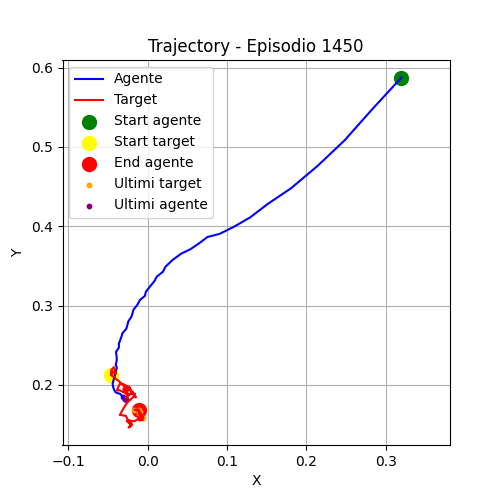 Trajectory - Episodio 1450
Agente
Target
Start agente
Start target
End agente
Ultimi target
Ultimi agente
0.6
0.5
0.4
0.3
0.2
Y
−0.1 0.0 0.1 0.2 0.3
X